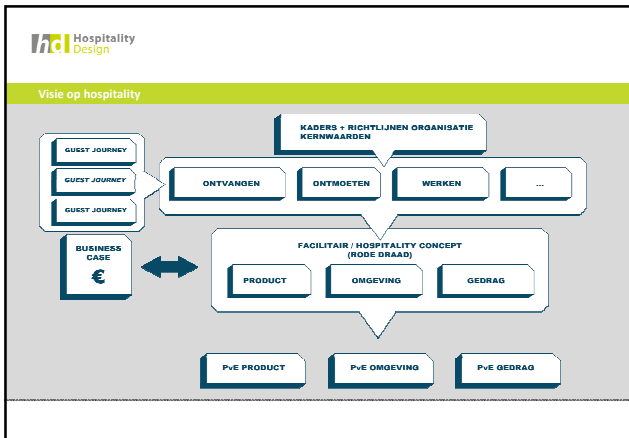 hd Hospitality
Design
Visie op hospitality
KADERS + RICHTLIJNEN ORGANISATIE
KERNWAARDEN
GUEST JOURNEY
GUEST JOURNEY
GUEST JOURNEY
ONTVANGEN
ONTMOETEN
WERKEN
...
BUSINESS
CASE
€
FACILITAIR / HOSPITALITY CONCEPT
(RODE DRAAD)
PRODUCT
OMGEVING
GEDRAG
PvE PRODUCT
PvE OMGEVING
PvE GEDRAG